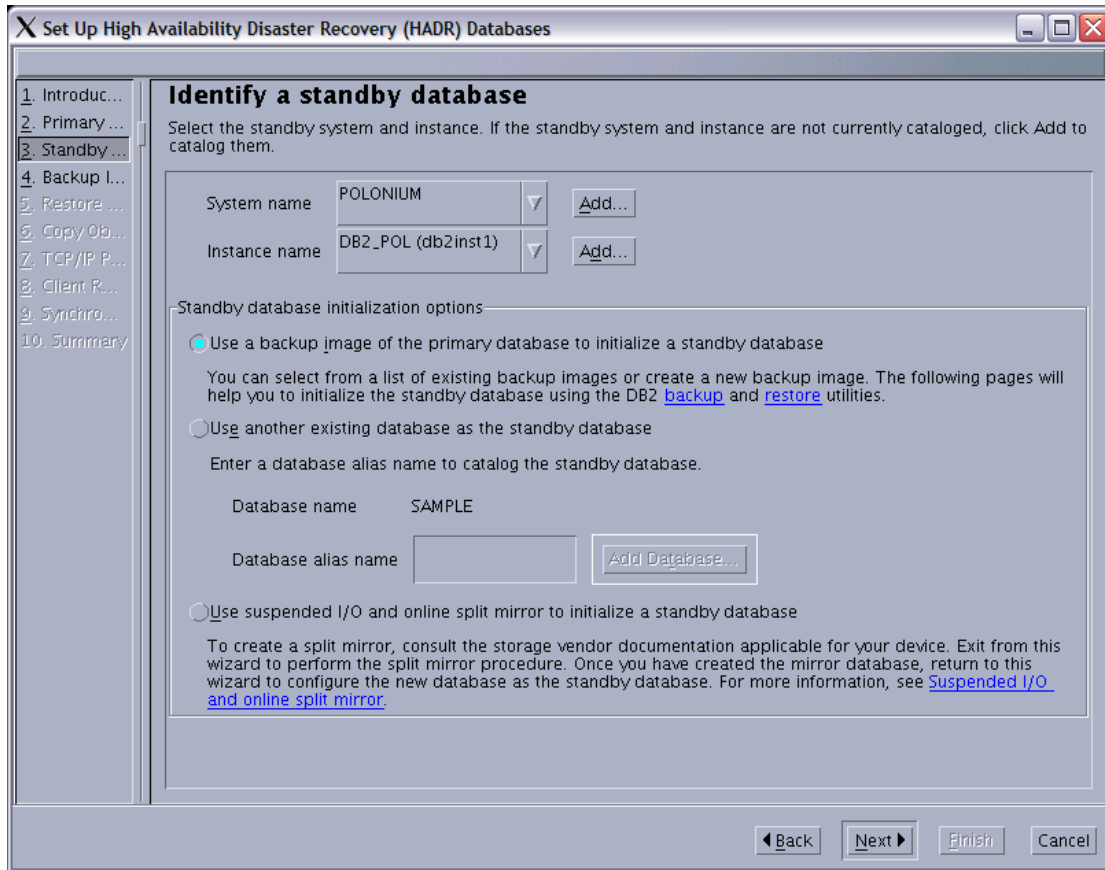 X Set Up High Availability Disaster Recovery (HADR) Databases
1. Introduc...
2. Primary ...
3. Standby ...
4. Backup I...
5. Restore ...
6. Copy Ob...
7. TCP/IP P...
8. Client R...
9. Synchro...
10. Summary
Identify a standby database
Select the standby system and instance. If the standby system and instance are not currently cataloged, click Add to
catalog them.
System name POLONIUM Add...
Instance name DB2_POL (db2inst1) Add...
Standby database initialization options
Use a backup image of the primary database to initialize a standby database
You can select from a list of existing backup images or create a new backup image. The following pages will
help you to initialize the standby database using the DB2 backup and restore utilities.
Use another existing database as the standby database
Enter a database alias name to catalog the standby database.
Database name SAMPLE
Database alias name Add Database...
Use suspended I/O and online split mirror to initialize a standby database
To create a split mirror, consult the storage vendor documentation applicable for your device. Exit from this
wizard to perform the split mirror procedure. Once you have created the mirror database, return to this
wizard to configure the new database as the standby database. For more information, see Suspended I/O
and online split mirror.
Back Next Finish Cancel